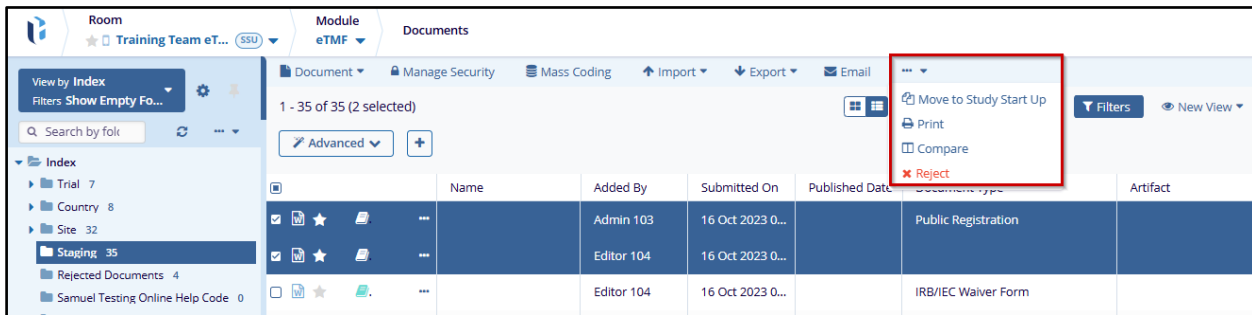 Room
Training Team eT... SSU
Module
eTMF
Documents
View by Index
Filters Show Empty Fo...
Document
Manage Security
Mass Coding
Import
Export
Email
...
Move to Study Start Up
Print
Compare
Reject
1 - 35 of 35 (2 selected)
Filters
New View
Search by fol
...
Advanced
+
Index
Trial 7
Country 8
Site 32
Staging 35
Rejected Documents 4
Samuel Testing Online Help Code 0
Name Added By Submitted On Published Date Document Type Artifact
... Admin 103 16 Oct 2023 0... Public Registration
... Editor 104 16 Oct 2023 0...
... Editor 104 16 Oct 2023 0... IRB/IEC Waiver Form